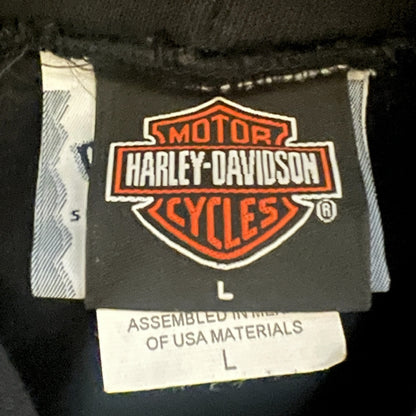 MOTOR
HARLEY-DAVIDSON
CYCLES
®
L
S
ASSEMBLED IN
OF USA MATERIALS
L